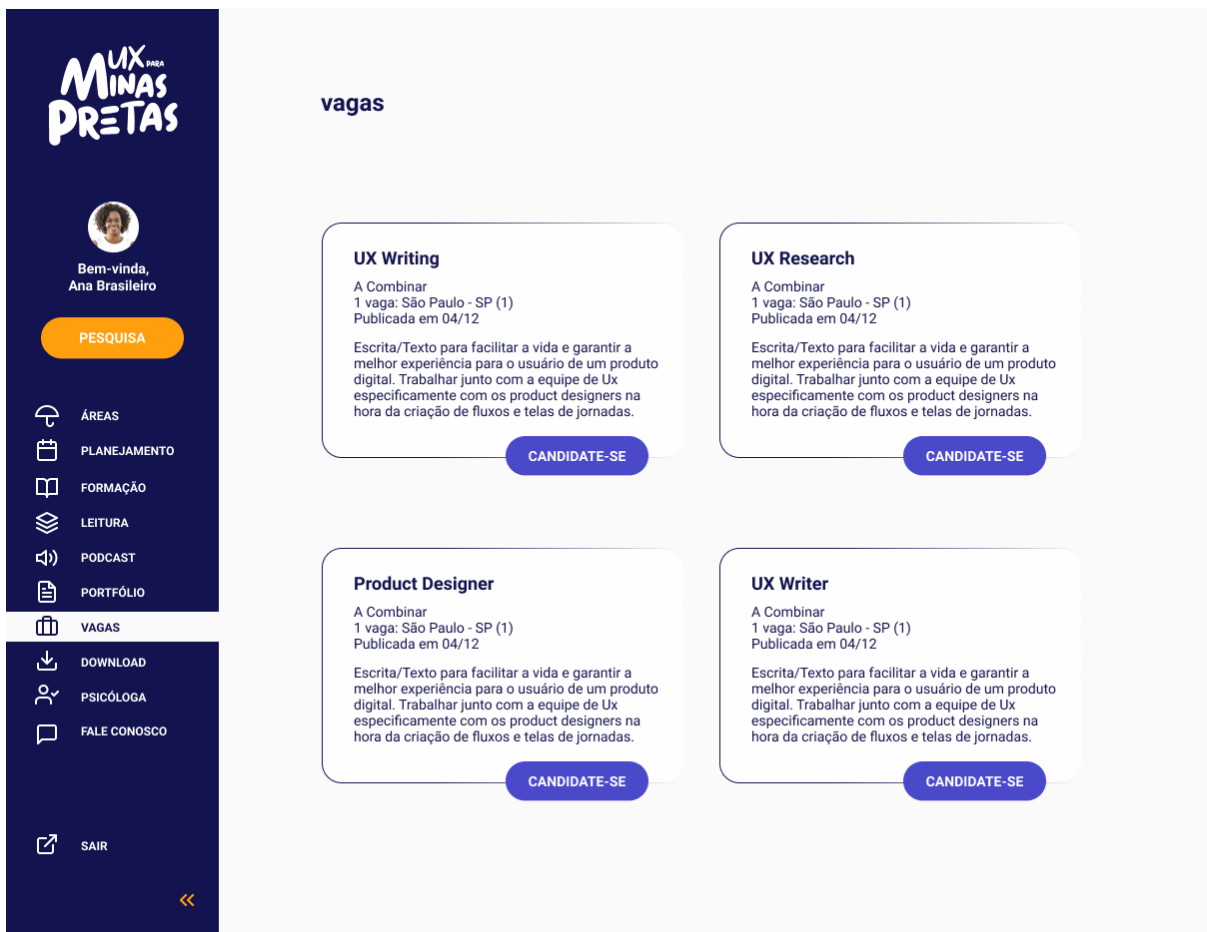 UX PARA
MINAS
PRETAS
Bem-vinda,
Ana Brasileiro
PESQUISA
ÁREAS
PLANEJAMENTO
FORMAÇÃO
LEITURA
PODCAST
PORTFÓLIO
VAGAS
DOWNLOAD
PSICÓLOGA
FALE CONOSCO
SAIR
vagas
UX Writing
A Combinar
1 vaga: São Paulo - SP (1)
Publicada em 04/12
Escrita/Texto para facilitar a vida e garantir a
melhor experiência para o usuário de um produto
digital. Trabalhar junto com a equipe de Ux
especificamente com os product designers na
hora da criação de fluxos e telas de jornadas.
CANDIDATE-SE
UX Research
A Combinar
1 vaga: São Paulo - SP (1)
Publicada em 04/12
Escrita/Texto para facilitar a vida e garantir a
melhor experiência para o usuário de um produto
digital. Trabalhar junto com a equipe de Ux
especificamente com os product designers na
hora da criação de fluxos e telas de jornadas.
CANDIDATE-SE
Product Designer
A Combinar
1 vaga: São Paulo - SP (1)
Publicada em 04/12
Escrita/Texto para facilitar a vida e garantir a
melhor experiência para o usuário de um produto
digital. Trabalhar junto com a equipe de Ux
especificamente com os product designers na
hora da criação de fluxos e telas de jornadas.
CANDIDATE-SE
UX Writer
A Combinar
1 vaga: São Paulo - SP (1)
Publicada em 04/12
Escrita/Texto para facilitar a vida e garantir a
melhor experiência para o usuário de um produto
digital. Trabalhar junto com a equipe de Ux
especificamente com os product designers na
hora da criação de fluxos e telas de jornadas.
CANDIDATE-SE